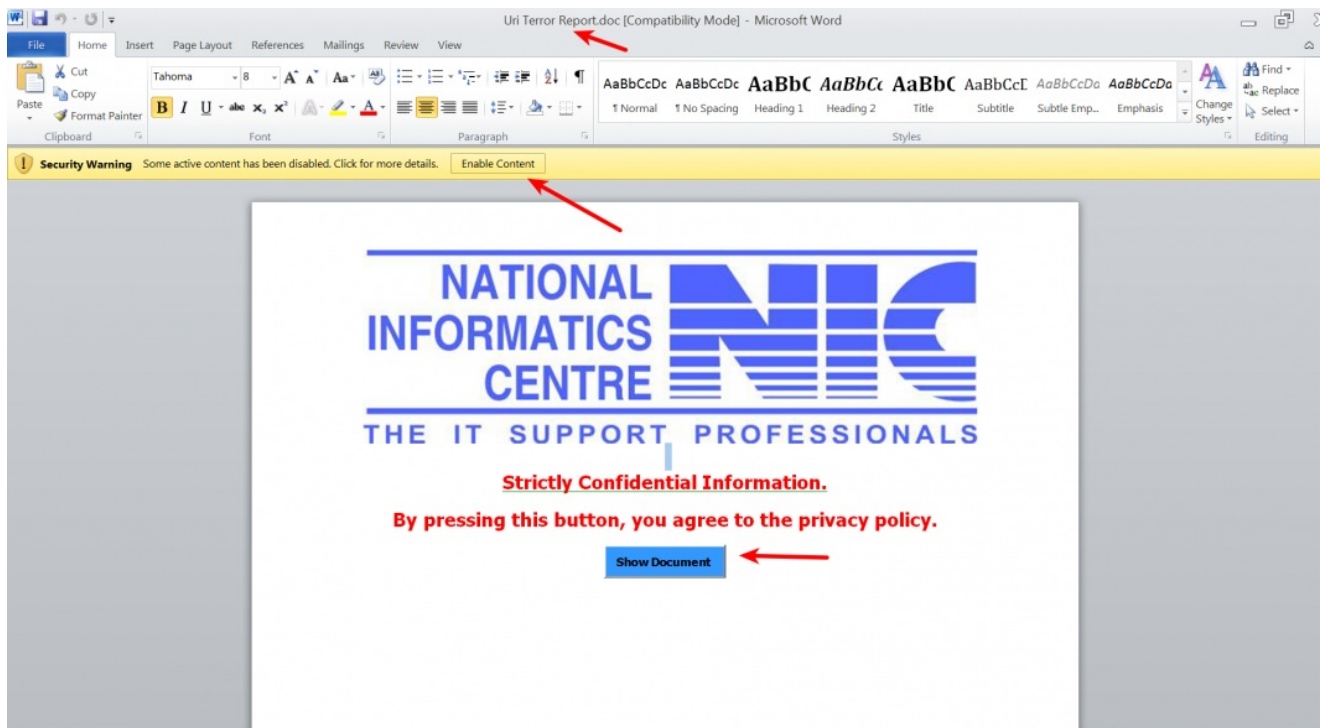 Uri Terror Report.doc [Compatibility Mode] - Microsoft Word
File Home Insert Page Layout References Mailings Review View
Cut
Copy
Format Painter
Paste
Clipboard
Tahoma 8
Font
Paragraph
AaBbCcDc AaBbCcDc AaBbC AaBbCc AaBbC AaBbCcD AaBbCcDa AaBbCcDa
¶ Normal ¶ No Spacing Heading 1 Heading 2 Title Subtitle Subtle Emp... Emphasis
Change Styles
Styles
Find
Replace
Select
Editing
Security Warning Some active content has been disabled. Click for more details. Enable Content
NATIONAL
INFORMATICS
CENTRE
NIC
THE IT SUPPORT PROFESSIONALS
Strictly Confidential Information.
By pressing this button, you agree to the privacy policy.
Show Document